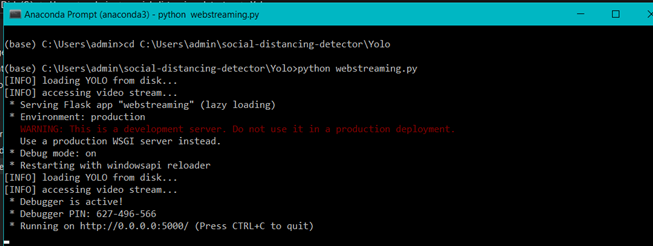 Anaconda Prompt (anaconda3) - python webstreaming.py
(base) C:\Users\admin>cd C:\Users\admin\social-distancing-detector\Yolo
(base) C:\Users\admin\social-distancing-detector\Yolo>python webstreaming.py
[INFO] loading YOLO from disk...
[INFO] accessing video stream...
* Serving Flask app "webstreaming" (lazy loading)
* Environment: production
WARNING: This is a development server. Do not use it in a production deployment.
Use a production WSGI server instead.
* Debug mode: on
* Restarting with windowsapi reloader
[INFO] loading YOLO from disk...
[INFO] accessing video stream...
* Debugger is active!
* Debugger PIN: 627-496-566
* Running on http://0.0.0.0:5000/ (Press CTRL+C to quit)